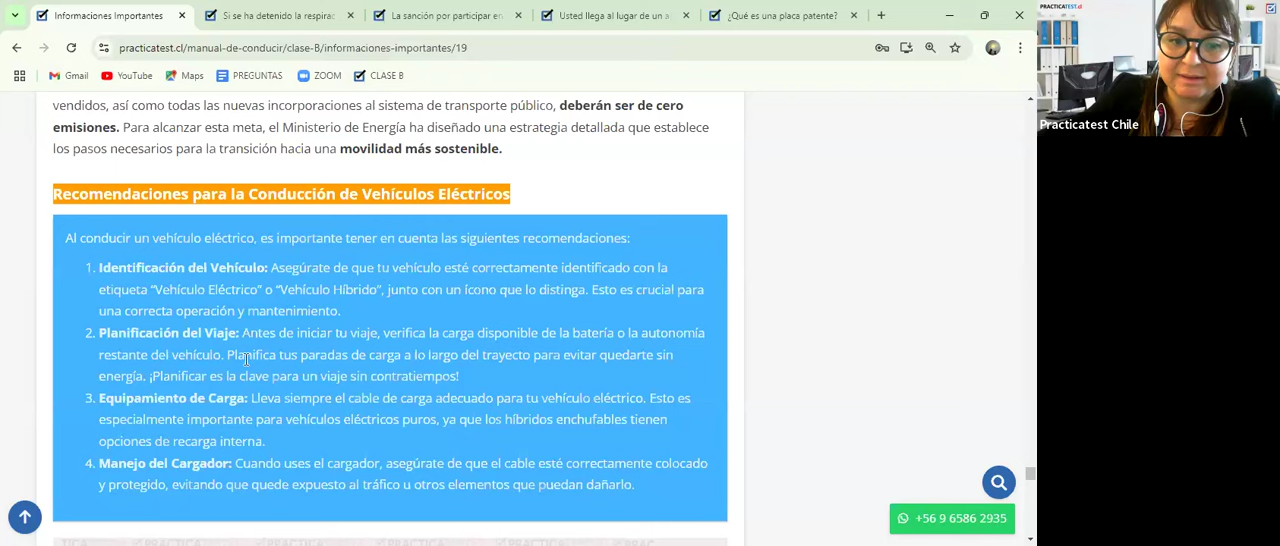 Informaciones Importantes
Si se ha detenido la respirac
La sanción por participar en
Usted llega al lugar de un a
¿Qué es una placa patente?
practicatest.cl/manual-de-conducir/clase-B/informaciones-importantes/19
Gmail
YouTube
Maps
PREGUNTAS
ZOOM
CLASE B
vendidos, así como todas las nuevas incorporaciones al sistema de transporte público, deberán ser de cero
emisiones. Para alcanzar esta meta, el Ministerio de Energía ha diseñado una estrategia detallada que establece
los pasos necesarios para la transición hacia una movilidad más sostenible.
Recomendaciones para la Conducción de Vehículos Eléctricos
Al conducir un vehículo eléctrico, es importante tener en cuenta las siguientes recomendaciones:
1. Identificación del Vehículo: Asegúrate de que tu vehículo esté correctamente identificado con la
etiqueta “Vehículo Eléctrico” o “Vehículo Híbrido”, junto con un ícono que lo distinga. Esto es crucial para
una correcta operación y mantenimiento.
2. Planificación del Viaje: Antes de iniciar tu viaje, verifica la carga disponible de la batería o la autonomía
restante del vehículo. Planifica tus paradas de carga a lo largo del trayecto para evitar quedarte sin
energía. ¡Planificar es la clave para un viaje sin contratiempos!
3. Equipamiento de Carga: Lleva siempre el cable de carga adecuado para tu vehículo eléctrico. Esto es
especialmente importante para vehículos eléctricos puros, ya que los híbridos enchufables tienen
opciones de recarga interna.
4. Manejo del Cargador: Cuando uses el cargador, asegúrate de que el cable esté correctamente colocado
y protegido, evitando que quede expuesto al tráfico u otros elementos que puedan dañarlo.
+56 9 6586 2935
PRACTICATEST.cl
Practicatest Chile